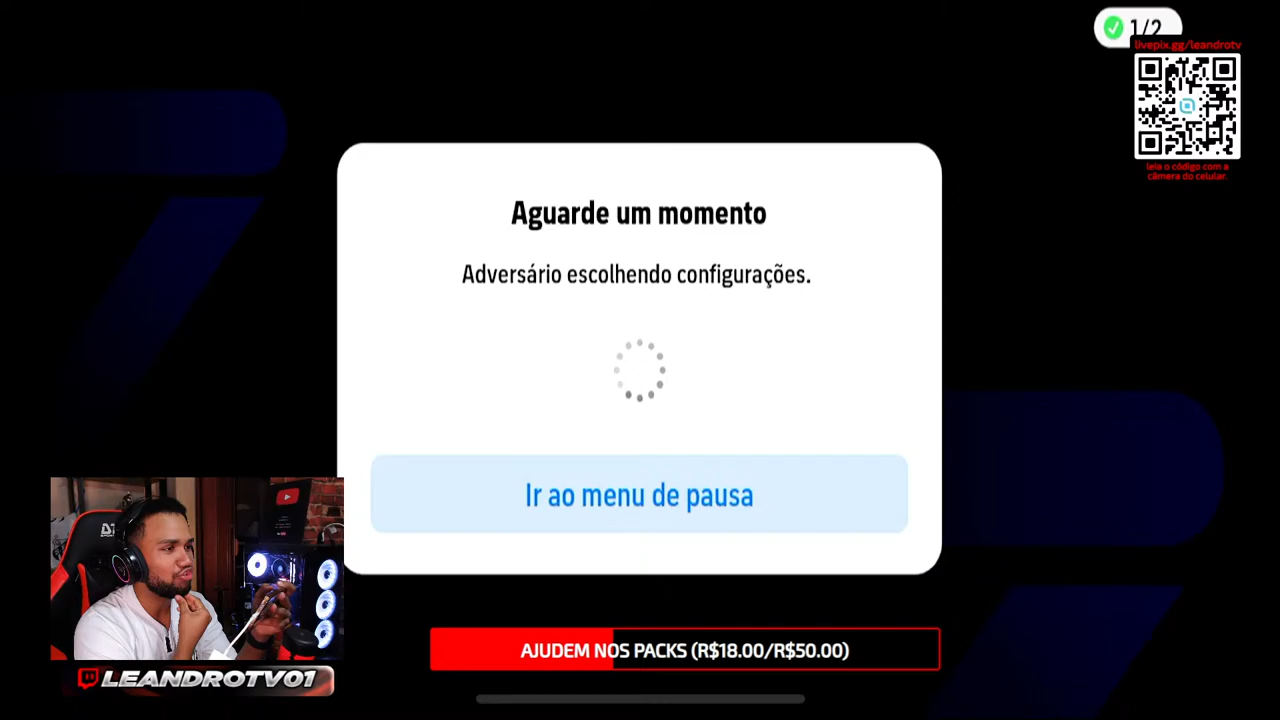 1/2
livepix.gg/leandrotv
leia o código com a
câmera do celular.
Aguarde um momento
Adversário escolhendo configurações.
Ir ao menu de pausa
AJUDEM NOS PACKS (R$18.00/R$50.00)
LEANDROTV01